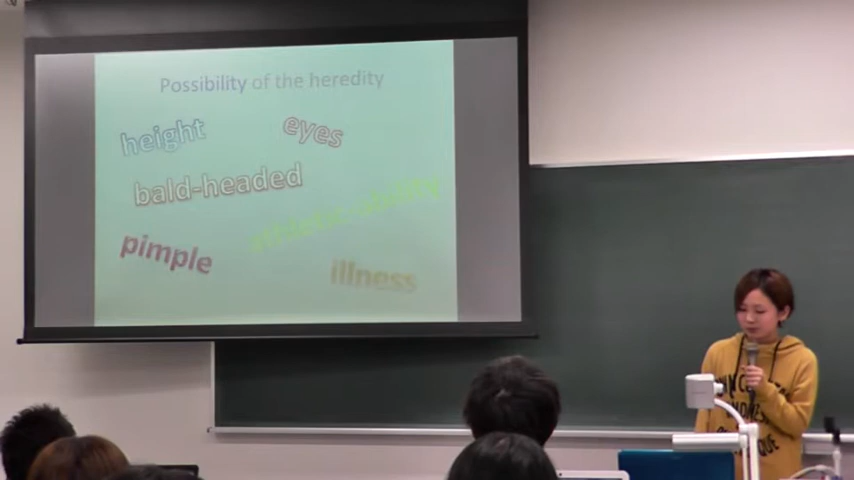 Possibility of the heredity
height
eyes
bald-headed
athletic-ability
pimple
illness